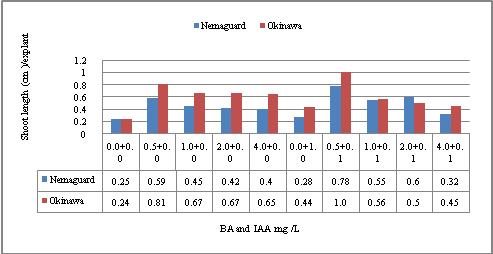 Nemaguard Okinawa
Shoot length (cm )/explant
1.2
1
0.8
0.6
0.4
0.2
0
0.0+0. 0.5+0. 1.0+0. 2.0+0. 4.0+0. 0.0+1. 0.5+0. 1.0+0. 2.0+0. 4.0+0.
0 0 0 0 0 0 1 1 1 1
Nemaguard 0.25 0.59 0.45 0.42 0.4 0.28 0.78 0.55 0.6 0.32
Okinawa 0.24 0.81 0.67 0.67 0.65 0.44 1.0 0.56 0.5 0.45
BA and IAA mg /L